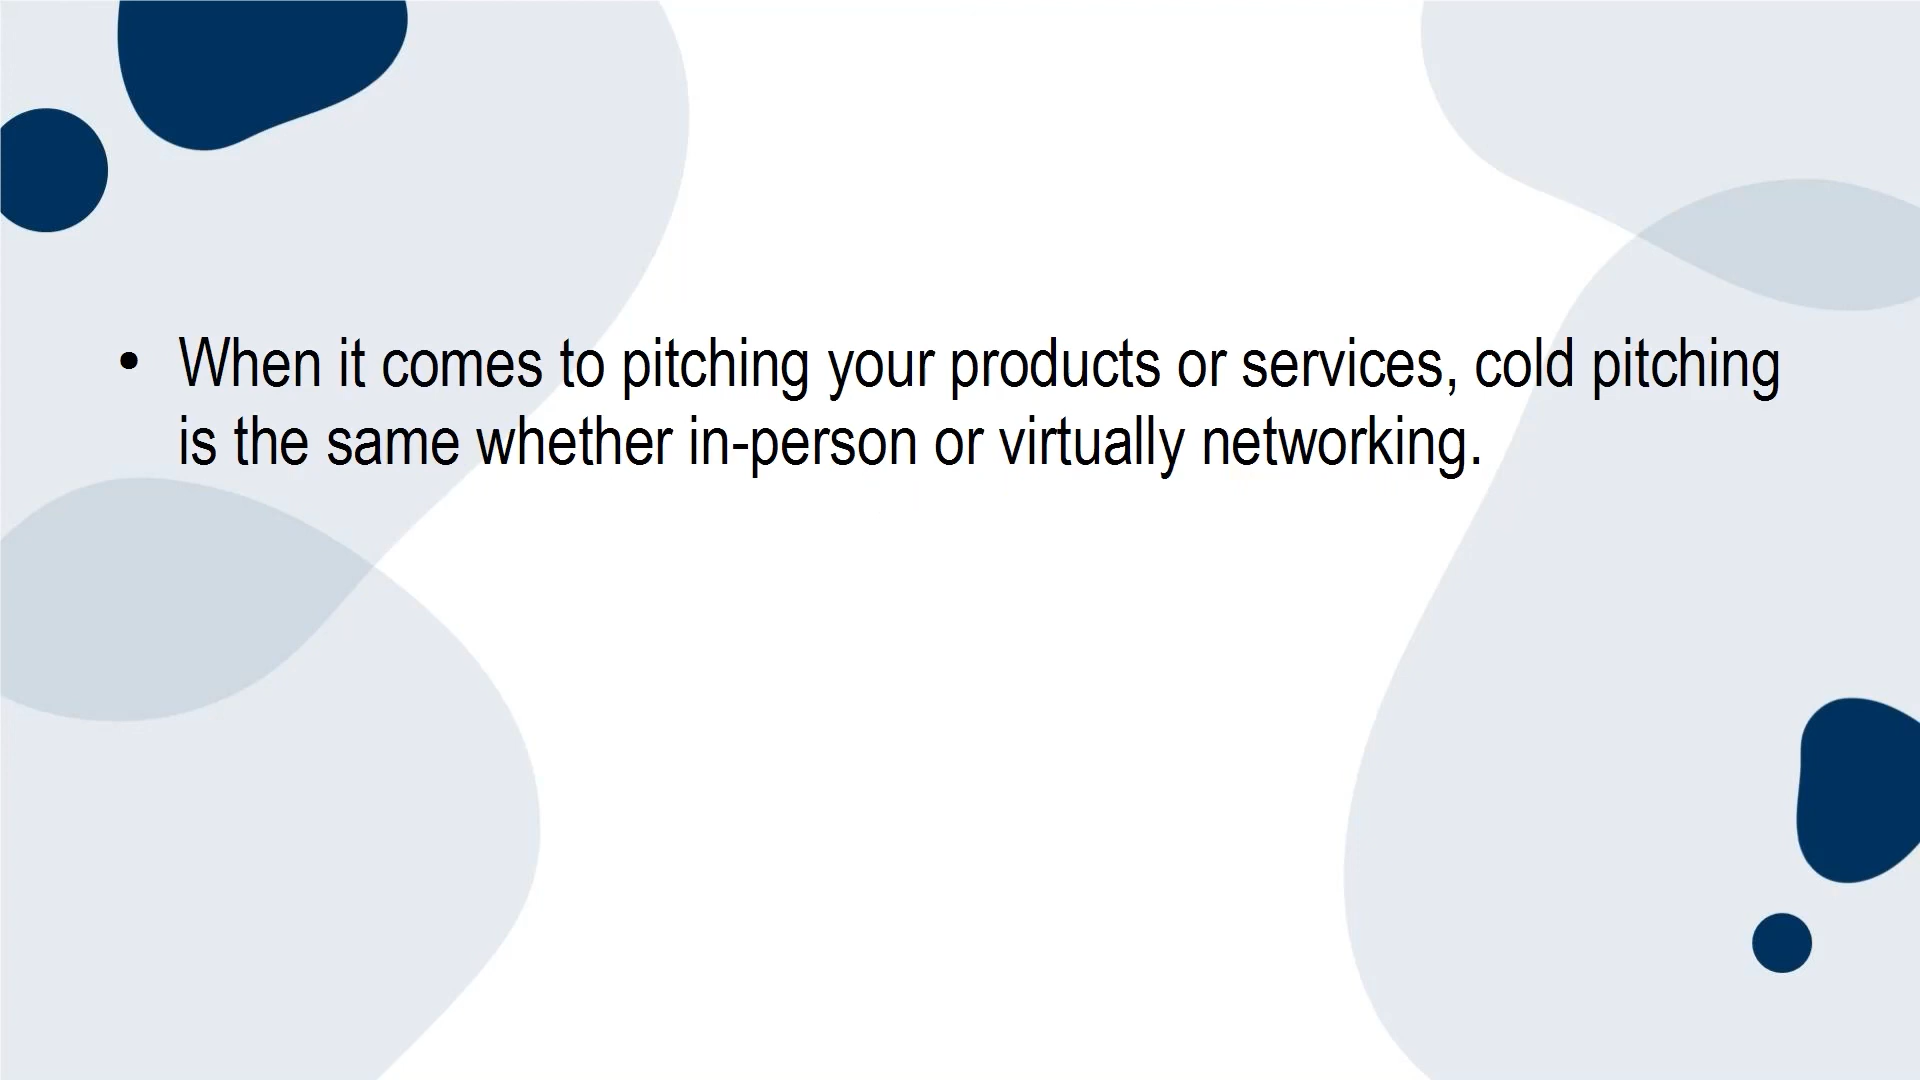 • When it comes to pitching your products or services, cold pitching
is the same whether in-person or virtually networking.